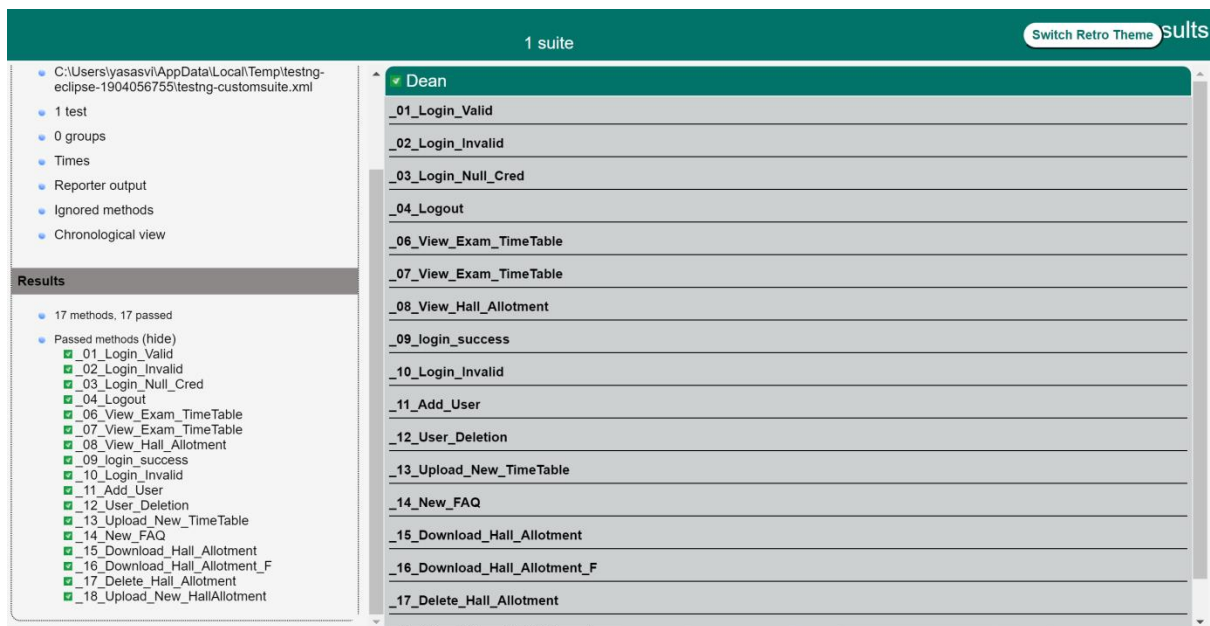 1 suite
Switch Retro Theme
sults
C:\Users\yasasvi\AppData\Local\Temp\testng-
eclipse-1904056755\testng-customsuite.xml
1 test
0 groups
Times
Reporter output
Ignored methods
Chronological view
Results
17 methods, 17 passed
Passed methods (hide)
_01_Login_Valid
_02_Login_Invalid
_03_Login_Null_Cred
_04_Logout
_06_View_Exam_TimeTable
_07_View_Exam_TimeTable
_08_View_Hall_Allotment
_09_login_success
_10_Login_Invalid
_11_Add_User
_12_User_Deletion
_13_Upload_New_TimeTable
_14_New_FAQ
_15_Download_Hall_Allotment
_16_Download_Hall_Allotment_F
_17_Delete_Hall_Allotment
_18_Upload_New_HallAllotment
Dean
_01_Login_Valid
_02_Login_Invalid
_03_Login_Null_Cred
_04_Logout
_06_View_Exam_TimeTable
_07_View_Exam_TimeTable
_08_View_Hall_Allotment
_09_login_success
_10_Login_Invalid
_11_Add_User
_12_User_Deletion
_13_Upload_New_TimeTable
_14_New_FAQ
_15_Download_Hall_Allotment
_16_Download_Hall_Allotment_F
_17_Delete_Hall_Allotment